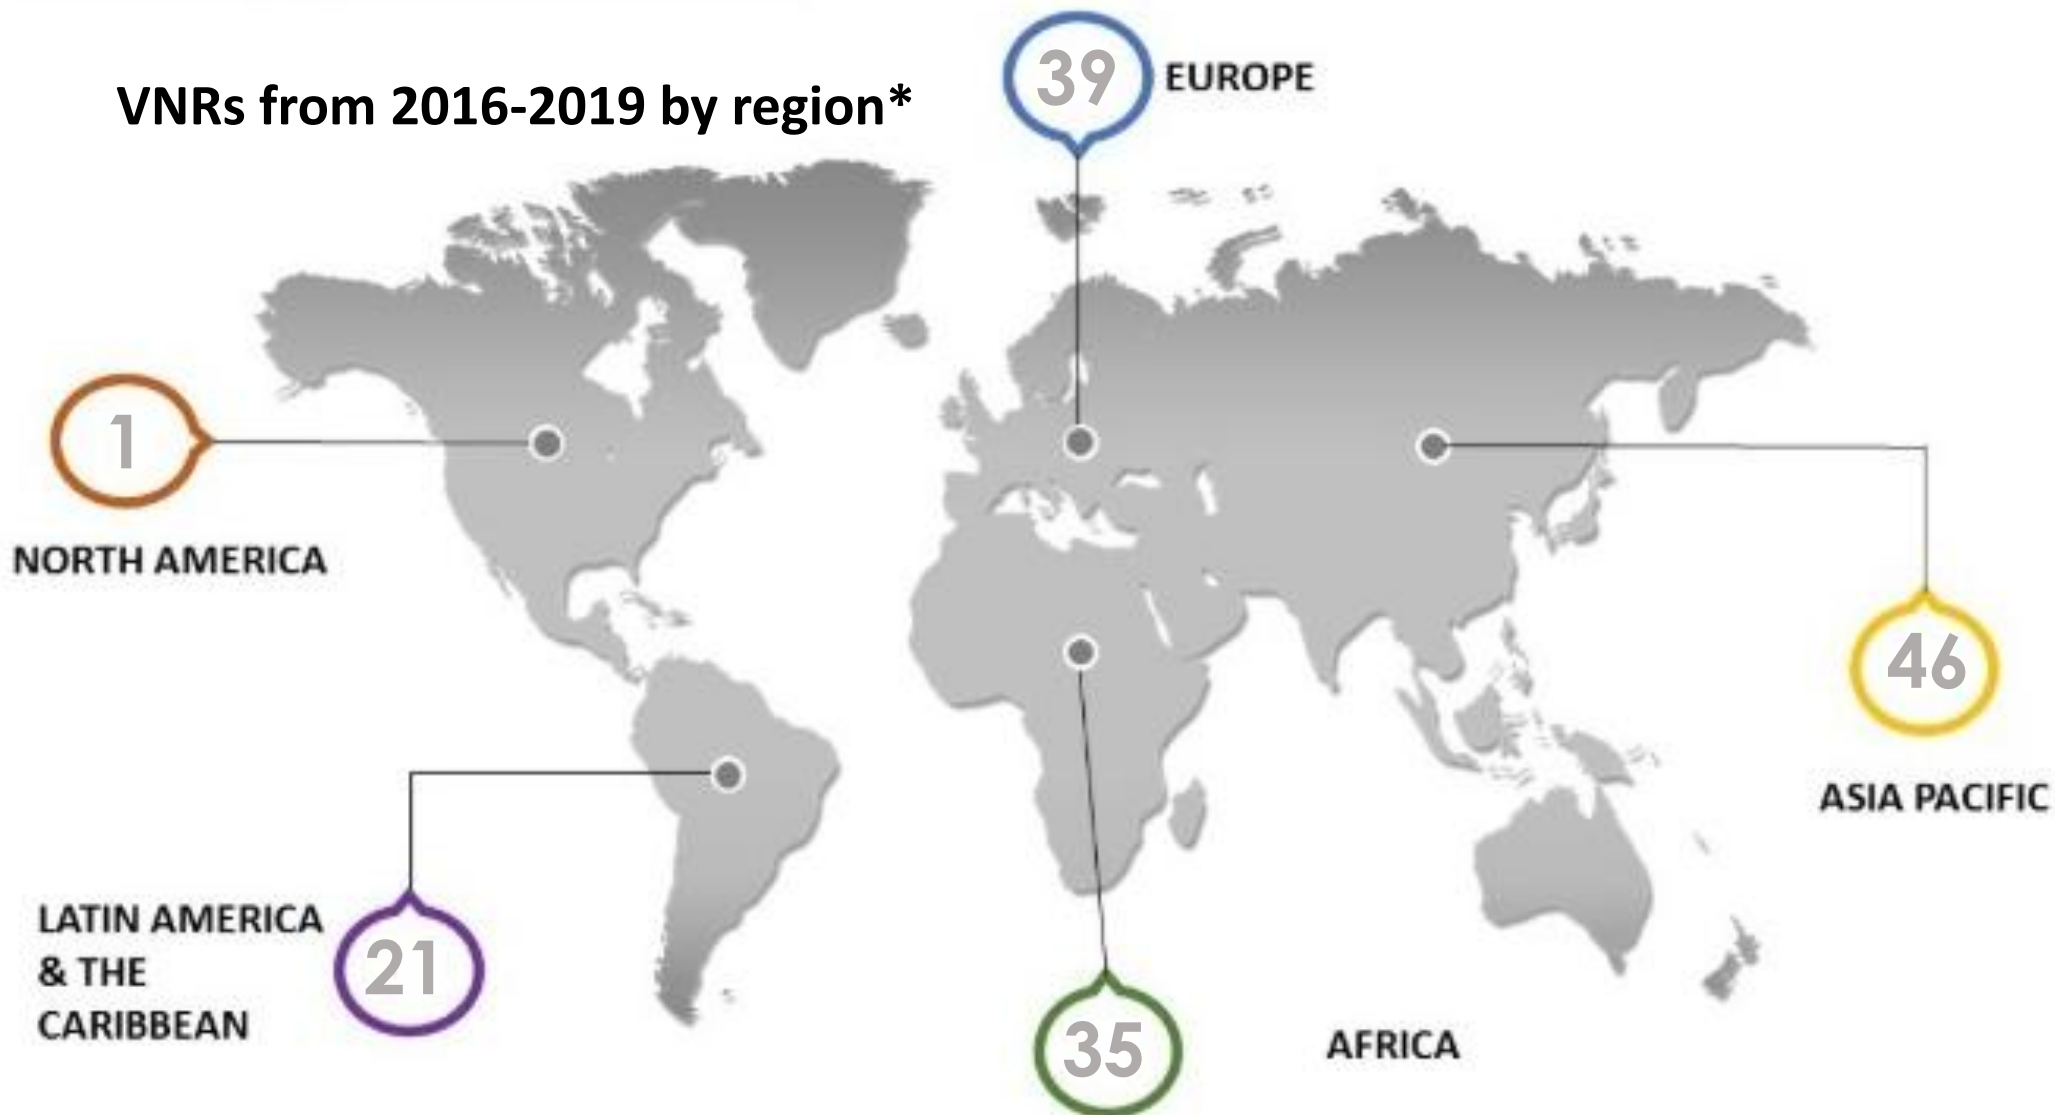 VNRs from 2016-2019 by region*
39
EUROPE
1
NORTH AMERICA
46
ASIA PACIFIC
LATIN AMERICA
& THE
CARIBBEAN
21
35
AFRICA